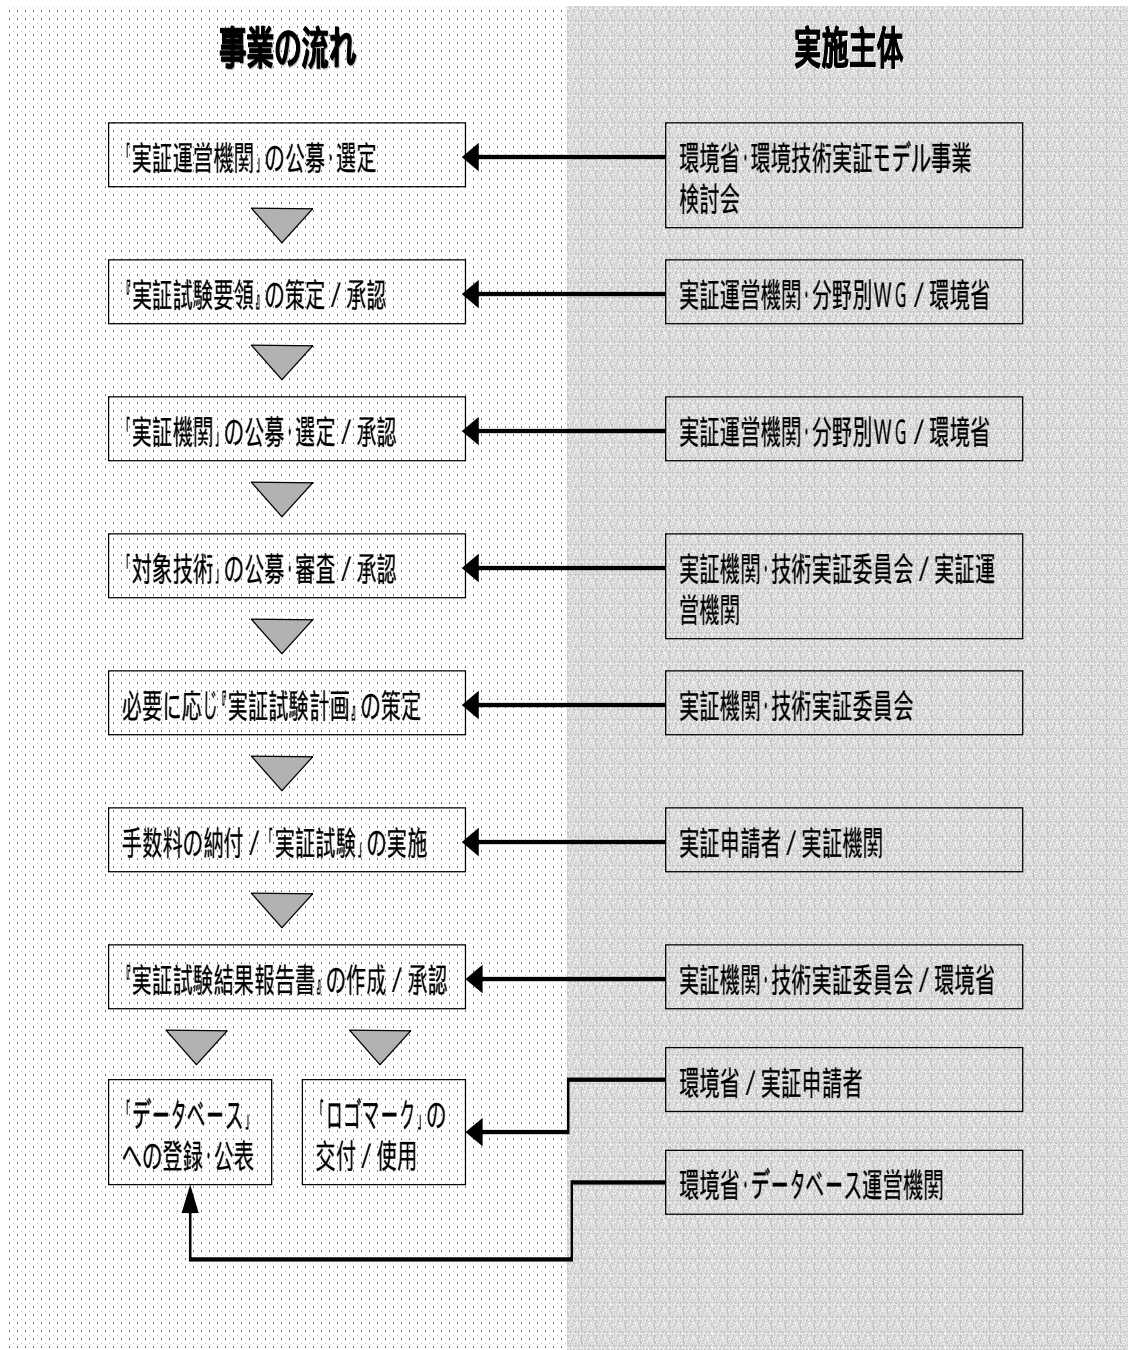 事業の流れ
実施主体
「実証運営機関」の公募・選定
環境省・環境技術実証モデル事業
検討会
『実証試験要領』の策定 / 承認
実証運営機関・分野別WG / 環境省
「実証機関」の公募・選定 / 承認
実証運営機関・分野別WG / 環境省
「対象技術」の公募・審査 / 承認
実証機関・技術実証委員会 / 実証運
営機関
必要に応じ『実証試験計画』の策定
実証機関・技術実証委員会
手数料の納付 / 「実証試験」の実施
実証申請者 / 実証機関
『実証試験結果報告書』の作成 / 承認
実証機関・技術実証委員会 / 環境省
「データベース」
への登録・公表
「ロゴマーク」の
交付 / 使用
環境省 / 実証申請者
環境省・データベース運営機関